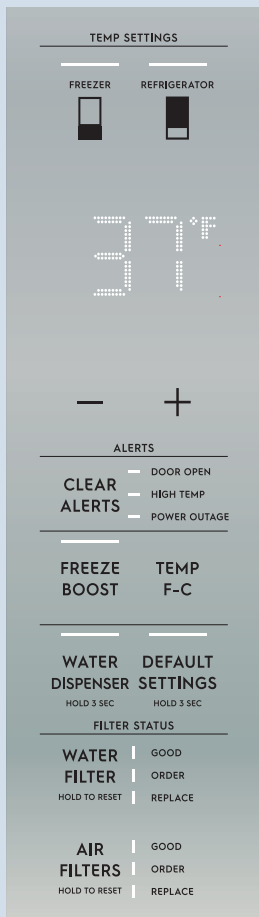 TEMP SETTINGS
FREEZER REFRIGERATOR
37°F
− +
ALERTS
CLEAR ALERTS
DOOR OPEN
HIGH TEMP
POWER OUTAGE
FREEZE BOOST
TEMP F-C
WATER DISPENSER
HOLD 3 SEC
DEFAULT SETTINGS
HOLD 3 SEC
FILTER STATUS
WATER FILTER
HOLD TO RESET
GOOD
ORDER
REPLACE
AIR FILTERS
HOLD TO RESET
GOOD
ORDER
REPLACE